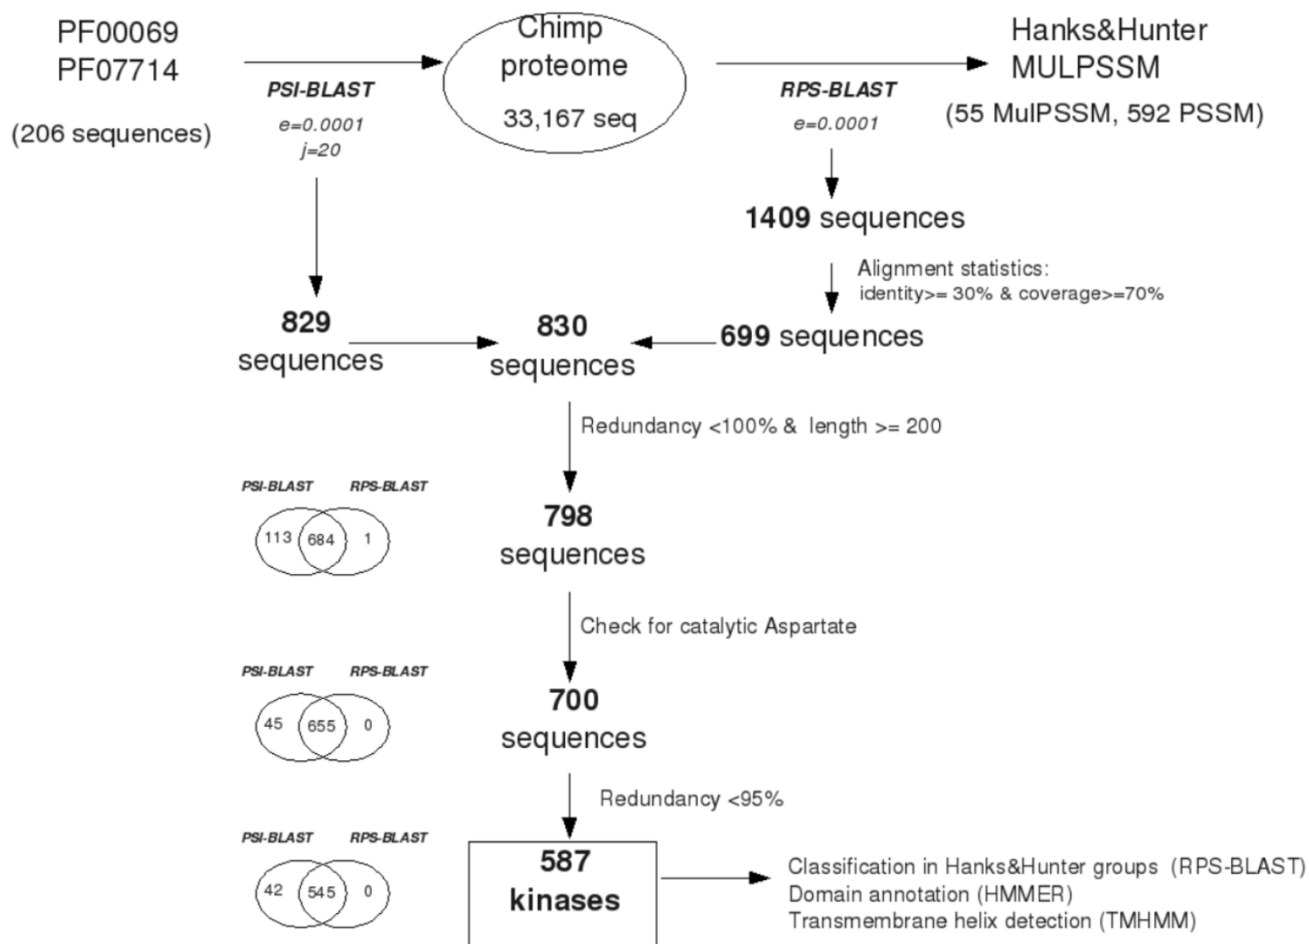 PF00069
PF07714
(206 sequences)
PSI-BLAST
e=0.0001
j=20
Chimp
proteome
33,167 seq
RPS-BLAST
e=0.0001
Hanks&Hunter
MULPSSM
(55 MulPSSM, 592 PSSM)
1409 sequences
Alignment statistics:
identity>= 30% & coverage>=70%
829
sequences
830
sequences
699 sequences
Redundancy <100% & length >= 200
PSI-BLAST RPS-BLAST
113 684 1
798
sequences
Check for catalytic Aspartate
PSI-BLAST RPS-BLAST
45 655 0
700
sequences
Redundancy <95%
PSI-BLAST RPS-BLAST
42 545 0
587
kinases
Classification in Hanks&Hunter groups (RPS-BLAST)
Domain annotation (HMMER)
Transmembrane helix detection (TMHMM)